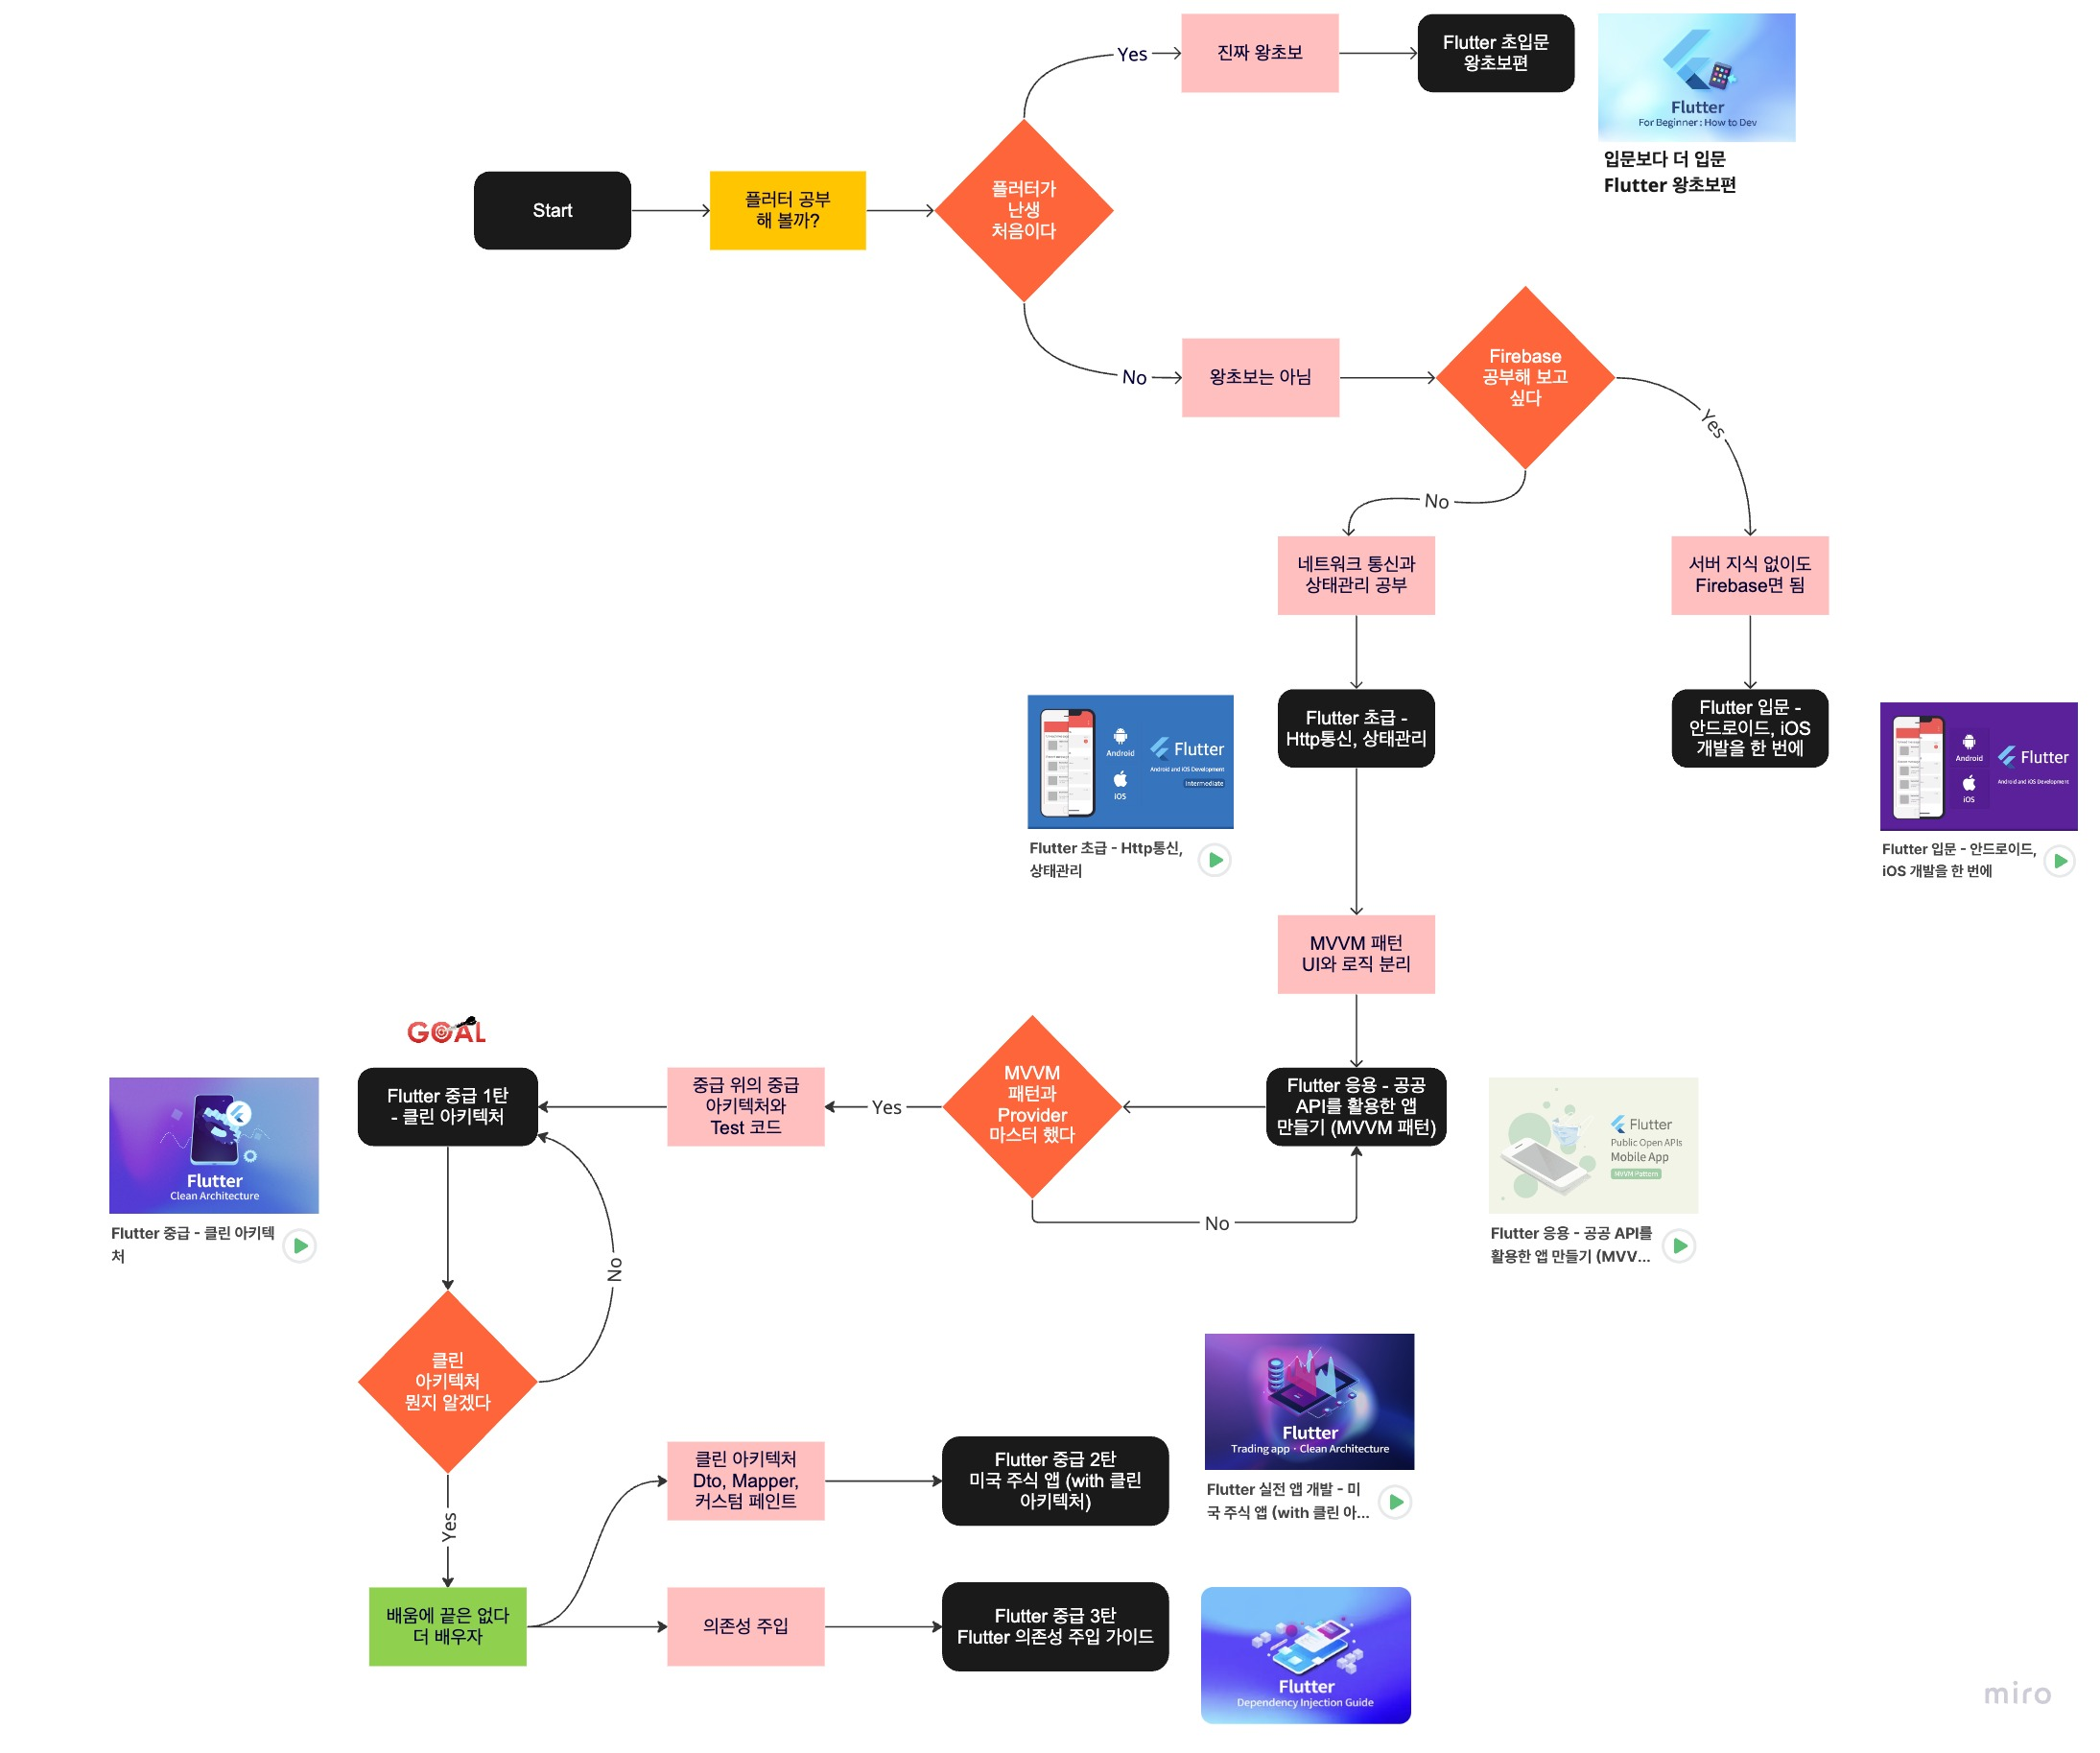 Yes
진짜 왕초보
Flutter 초입문
왕초보편
Flutter
For Beginner : How to Dev
입문보다 더 입문
Flutter 왕초보편
Start
플러터 공부
해 볼까?
플러터가
난생
처음이다
No
왕초보는 아님
Firebase
공부해 보고
싶다
Yes
No
네트워크 통신과
상태관리 공부
서버 지식 없이도
Firebase면 됨
Android
iOS
Flutter
Android and iOS Development
Intermediate
Flutter 초급 - Http통신,
상태관리
Flutter 초급 -
Http통신, 상태관리
Flutter 입문 -
안드로이드, iOS
개발을 한 번에
Android
iOS
Flutter
Android and iOS Development
Flutter 입문 - 안드로이드,
iOS 개발을 한 번에
MVVM 패턴
UI와 로직 분리
GOAL
Flutter
Clean Architecture
Flutter 중급 - 클린 아키텍
처
Flutter 중급 1탄
- 클린 아키텍처
중급 위의 중급
아키텍처와
Test 코드
Yes
MVVM
패턴과
Provider
마스터 했다
Flutter 응용 - 공공
API를 활용한 앱
만들기 (MVVM 패턴)
No
Flutter
Public Open APIs
Mobile App
MVVM Pattern
Flutter 응용 - 공공 API를
활용한 앱 만들기 (MVV...
No
클린
아키텍처
뭔지 알겠다
Yes
클린 아키텍처
Dto, Mapper,
커스텀 페인트
Flutter 중급 2탄
미국 주식 앱 (with 클린
아키텍처)
Flutter
Trading app · Clean Architecture
Flutter 실전 앱 개발 - 미
국 주식 앱 (with 클린 아...
배움에 끝은 없다
더 배우자
의존성 주입
Flutter 중급 3탄
Flutter 의존성 주입 가이드
Flutter
Dependency Injection Guide
miro